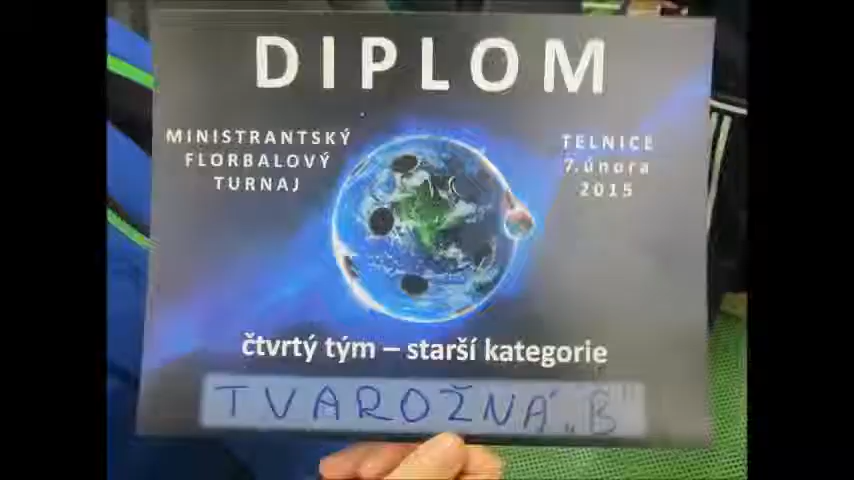 DIPLOM
MINISTRANTSKÝ
FLORBALOVÝ
TURNAJ
TELNICE
7. února
2015
čtvrtý tým – starší kategorie
TVAROŽNÁ „B"